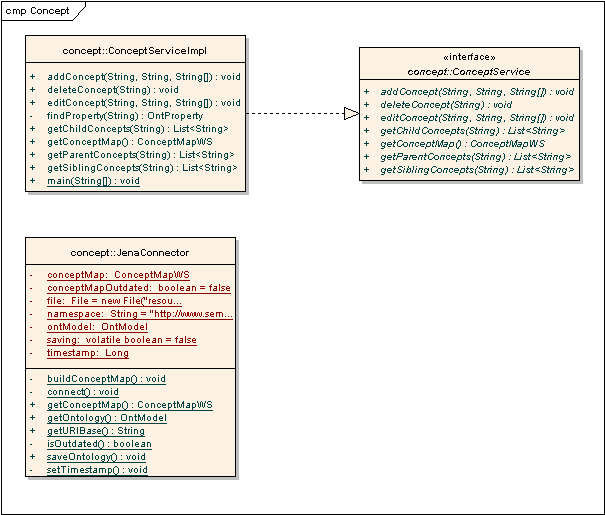 cmp Concept
concept::ConceptServiceImpl
+ addConcept(String, String, String[]) : void
+ deleteConcept(String) : void
+ editConcept(String, String, String[]) : void
- findProperty(String) : OntProperty
+ getChildConcepts(String) : List<String>
+ getConceptMap() : ConceptMapWS
+ getParentConcepts(String) : List<String>
+ getSiblingConcepts(String) : List<String>
+ main(String[]) : void
«interface»
concept::ConceptService
+ addConcept(String, String, String[]) : void
+ deleteConcept(String) : void
+ editConcept(String, String, String[]) : void
+ getChildConcepts(String) : List<String>
+ getConceptMap() : ConceptMapWS
+ getParentConcepts(String) : List<String>
+ getSiblingConcepts(String) : List<String>
concept::JenaConnector
- conceptMap: ConceptMapWS
- conceptMapOutdated: boolean = false
- file: File = new File("resou...
- namespace: String = "http://www.sem...
- ontModel: OntModel
- saving: volatile boolean = false
- timestamp: Long
- buildConceptMap() : void
- connect() : void
+ getConceptMap() : ConceptMapWS
+ getOntology() : OntModel
+ getURIBase() : String
- isOutdated() : boolean
+ saveOntology() : void
- setTimestamp() : void